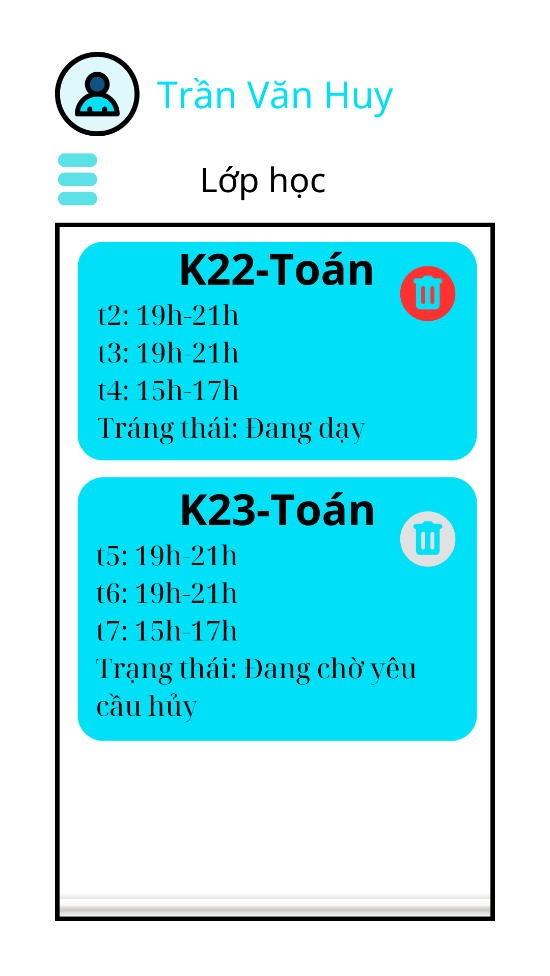 Trần Văn Huy
Lớp học
K22-Toán
t2: 19h-21h
t3: 19h-21h
t4: 15h-17h
Tráng thái: Đang dạy
K23-Toán
t5: 19h-21h
t6: 19h-21h
t7: 15h-17h
Trạng thái: Đang chờ yêu
cầu hủy